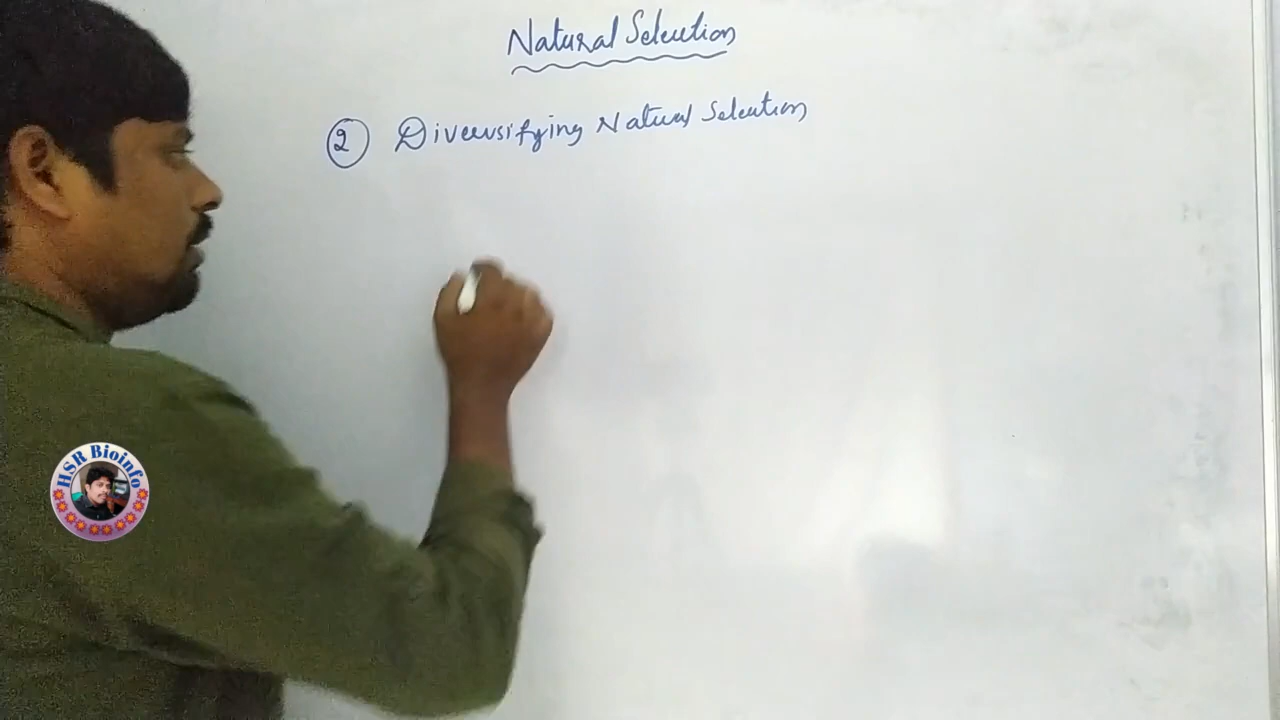 Natural Selection
② Diversifying Natural Selection
HSR Bioinfo